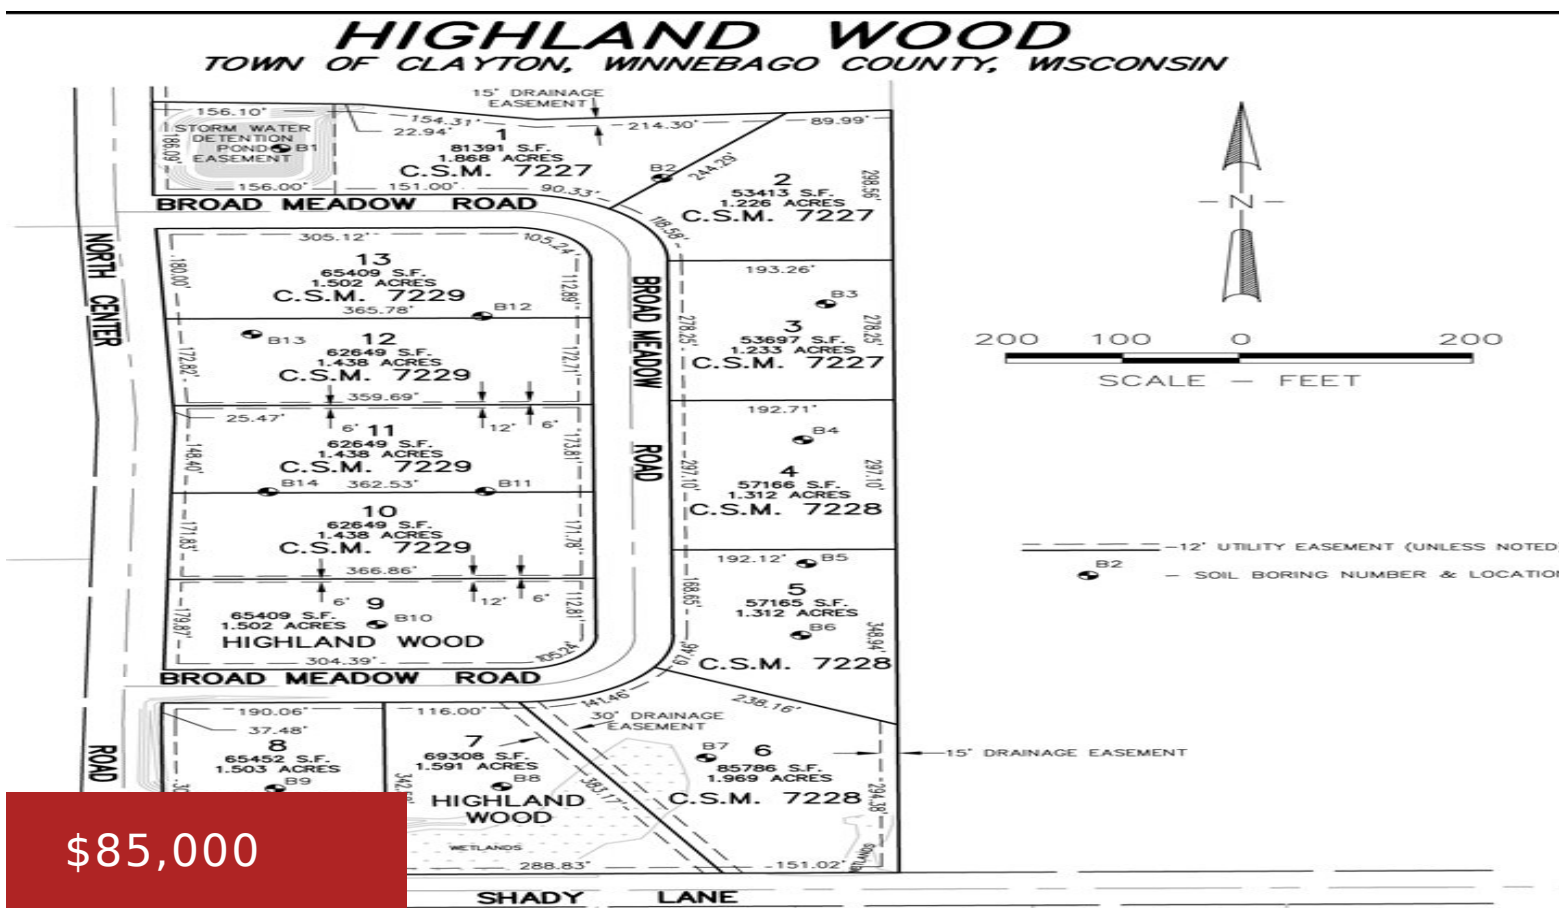 HIGHLAND WOOD
TOWN OF CLAYTON, WINNEBAGO COUNTY, WISCONSIN
15' DRAINAGE
EASEMENT
156.10'
154.31'
22.94'
214.30'
89.99'
STORM WATER
DETENTION
POND
EASEMENT
B1
186.09'
156.00'
151.00'
90.33'
1
81391 S.F.
1.868 ACRES
C.S.M. 7227
B2
244.29'
2
53413 S.F.
1.226 ACRES
C.S.M. 7227
298.56'
118.58'
BROAD MEADOW ROAD
NORTH CENTER
ROAD
305.12'
105.24'
180.00'
13
65409 S.F.
1.502 ACRES
C.S.M. 7229
365.78'
112.89'
B12
B13
12
62649 S.F.
1.438 ACRES
C.S.M. 7229
172.82'
172.71'
359.69'
25.47'
6'
12'
6'
11
62649 S.F.
1.438 ACRES
C.S.M. 7229
148.40'
173.81'
B14
362.53'
B11
10
62649 S.F.
1.438 ACRES
C.S.M. 7229
171.83'
171.78'
366.86'
6'
12'
6'
9
65409 S.F.
1.502 ACRES
B10
HIGHLAND WOOD
179.87'
112.81'
304.39'
105.24'
BROAD MEADOW ROAD
BROAD MEADOW ROAD
193.26'
B3
3
53697 S.F.
1.233 ACRES
C.S.M. 7227
278.25'
278.25'
192.71'
B4
4
57166 S.F.
1.312 ACRES
C.S.M. 7228
297.10'
297.10'
192.12'
B5
5
57165 S.F.
1.312 ACRES
B6
C.S.M. 7228
168.65'
348.94'
79.46'
141.46'
238.16'
30' DRAINAGE
EASEMENT
B7
6
85786 S.F.
1.969 ACRES
C.S.M. 7228
294.38'
383.17'
15' DRAINAGE EASEMENT
190.06'
37.48'
8
65452 S.F.
1.503 ACRES
B9
116.00'
7
69308 S.F.
1.591 ACRES
B8
HIGHLAND
WOOD
WETLANDS
288.83'
151.02'
SHADY LANE
N
200 100 0 200
SCALE – FEET
12' UTILITY EASEMENT (UNLESS NOTED
B2
– SOIL BORING NUMBER & LOCATIO
$85,000